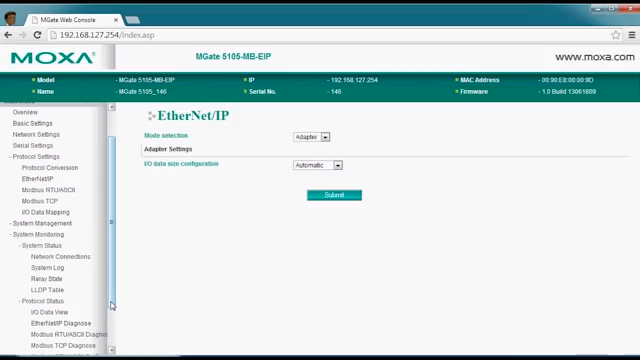 MGate Web Console
192.168.127.254/index.asp
MOXA
MGate 5105-MB-EIP
www.moxa.com
Model - MGate 5105-MB-EIP
IP - 192.168.127.254
MAC Address - 00:90:E8:00:00:9D
Name - MGate 5105_146
Serial No. - 146
Firmware - 1.0 Build 13061809
Overview
Basic Settings
Network Settings
Serial Settings
- Protocol Settings
Protocol Conversion
EtherNet/IP
Modbus RTU/ASCII
Modbus TCP
I/O Data Mapping
- System Management
- System Monitoring
- System Status
Network Connections
System Log
Relay State
LLDP Table
- Protocol Status
I/O Data View
EtherNet/IP Diagnose
Modbus RTU/ASCII Diagno
Modbus TCP Diagnose
EtherNet/IP
Mode selection
Adapter
Adapter Settings
I/O data size configuration
Automatic
Submit